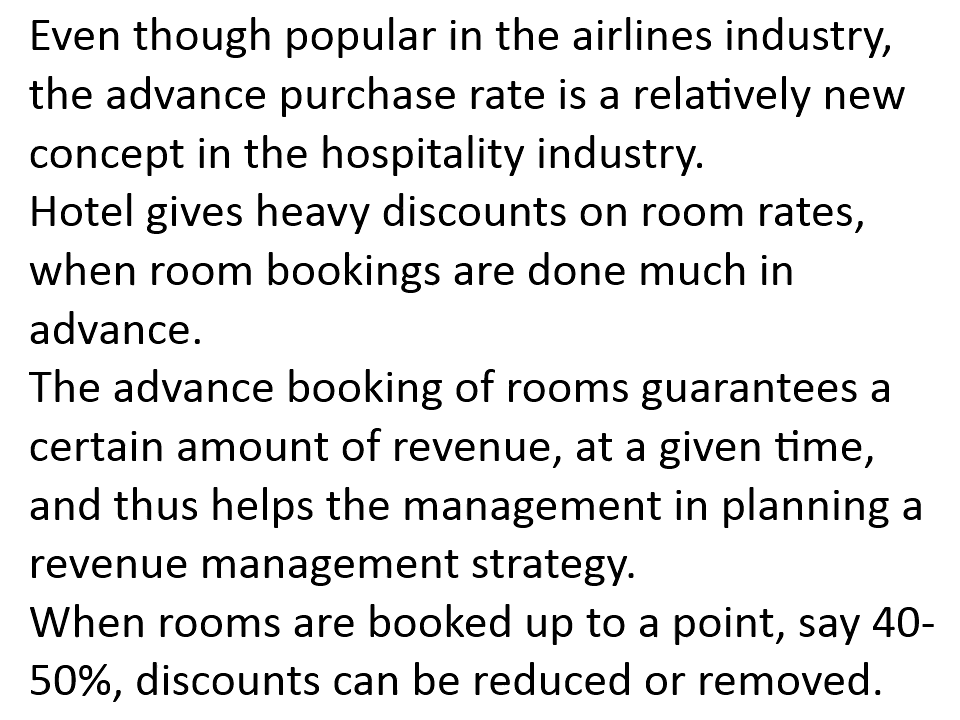 Even though popular in the airlines industry,
the advance purchase rate is a relatively new
concept in the hospitality industry.
Hotel gives heavy discounts on room rates,
when room bookings are done much in
advance.
The advance booking of rooms guarantees a
certain amount of revenue, at a given time,
and thus helps the management in planning a
revenue management strategy.
When rooms are booked up to a point, say 40-
50%, discounts can be reduced or removed.